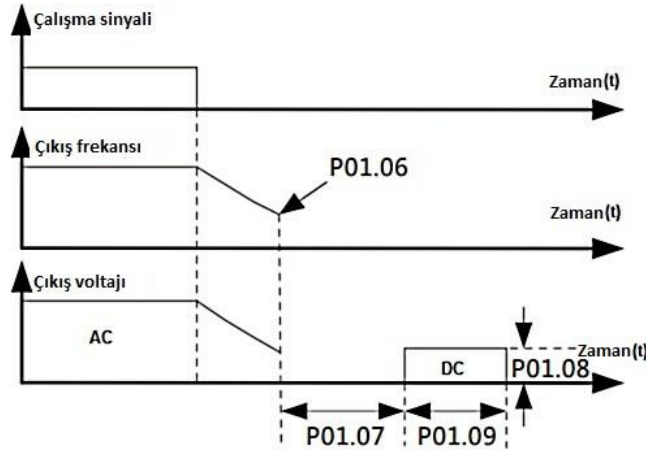 Çalışma sinyali
Zaman(t)
Çıkış frekansı
P01.06
Zaman(t)
Çıkış voltajı
AC
DC
Zaman(t)
P01.08
P01.07
P01.09